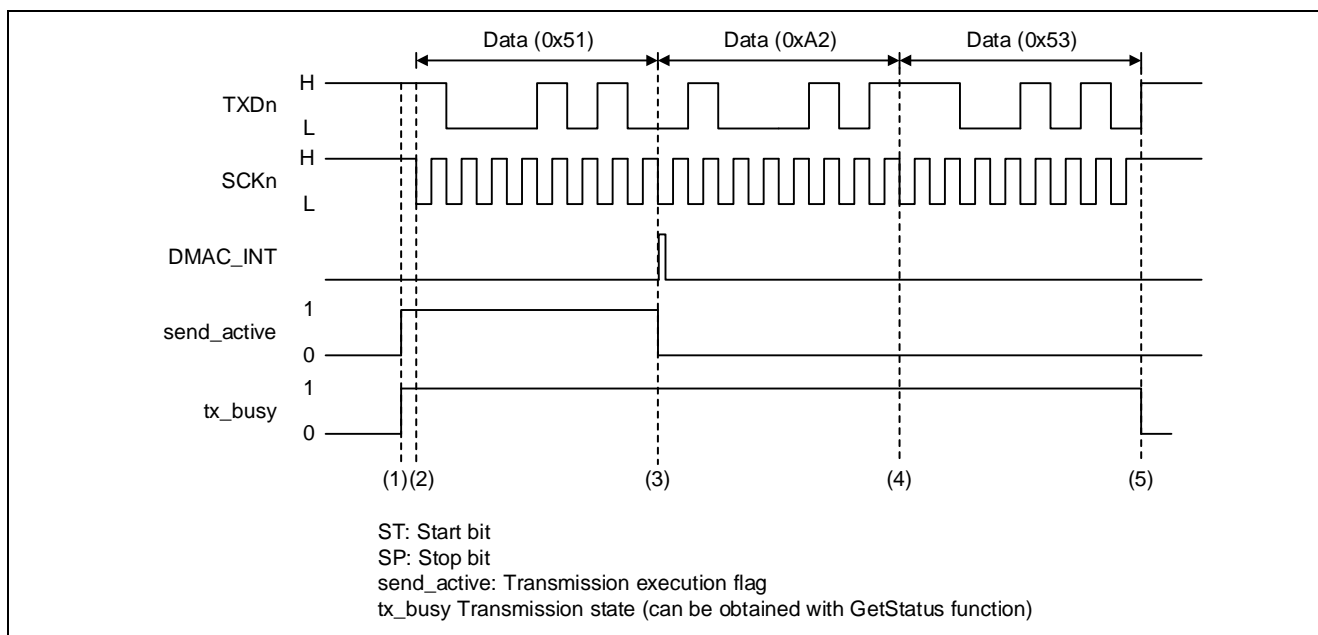 Data (0x51) Data (0xA2) Data (0x53)
H
TXDn
L
H
SCKn
L
DMAC_INT
1
send_active
0
1
tx_busy
0
(1) (2) (3) (4) (5)
ST: Start bit
SP: Stop bit
send_active: Transmission execution flag
tx_busy Transmission state (can be obtained with GetStatus function)